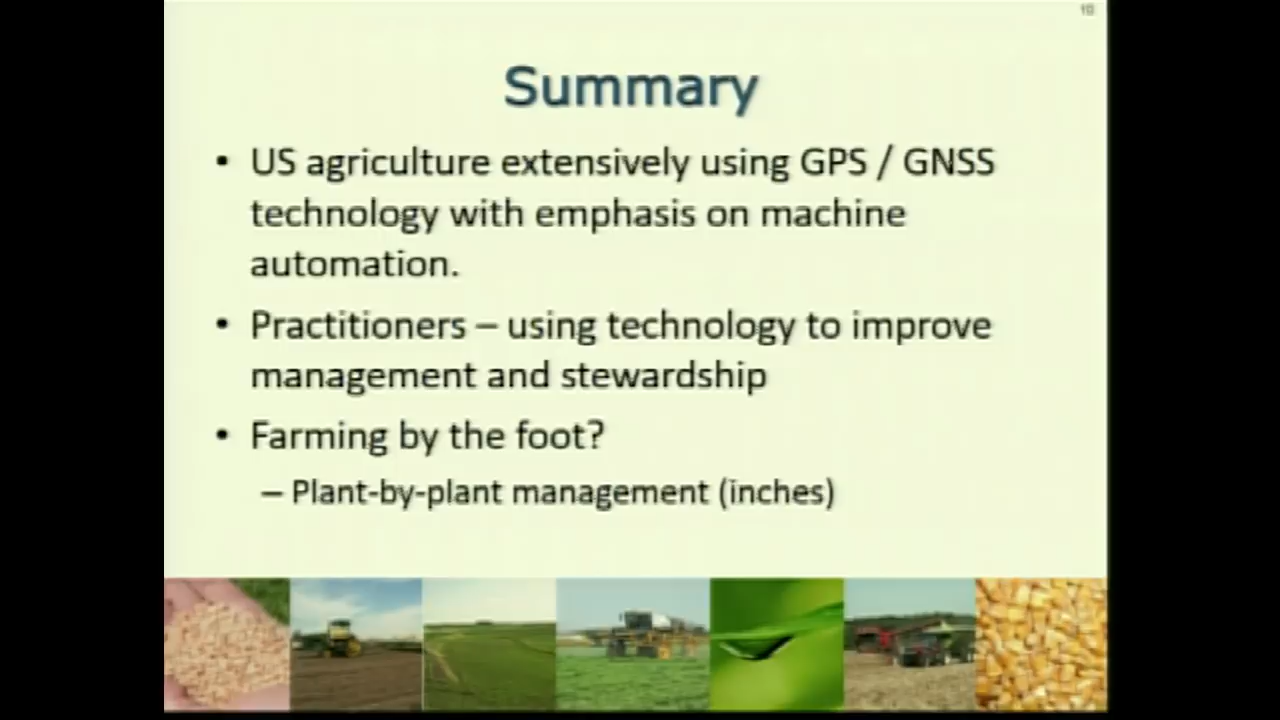 Summary
• US agriculture extensively using GPS / GNSS
technology with emphasis on machine
automation.
• Practitioners – using technology to improve
management and stewardship
• Farming by the foot?
– Plant-by-plant management (inches)